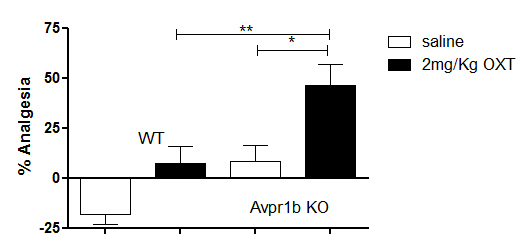 75
50
25
0
-25
% Analgesia
**
*
WT
Avpr1b KO
saline
2mg/Kg OXT